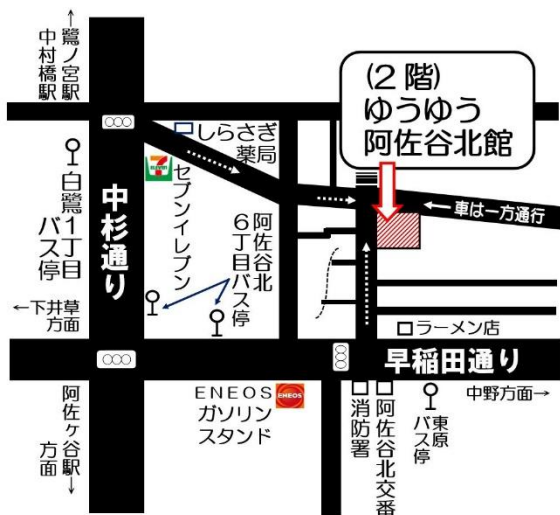 鷺ノ宮駅
中村橋駅
(2階)
ゆうゆう
阿佐谷北館
しらさぎ
薬局
7
ELEVEN
セブンイレブン
車は一方通行
白鷺1丁目
バス停
中杉通り
阿佐谷北
6丁目バス停
←下井草
方面
ラーメン店
早稲田通り
ENEOS
ガソリン
スタンド
ENEOS
消防署
阿佐谷北交番
東原
バス停
中野方面→
阿佐ヶ谷駅
方面